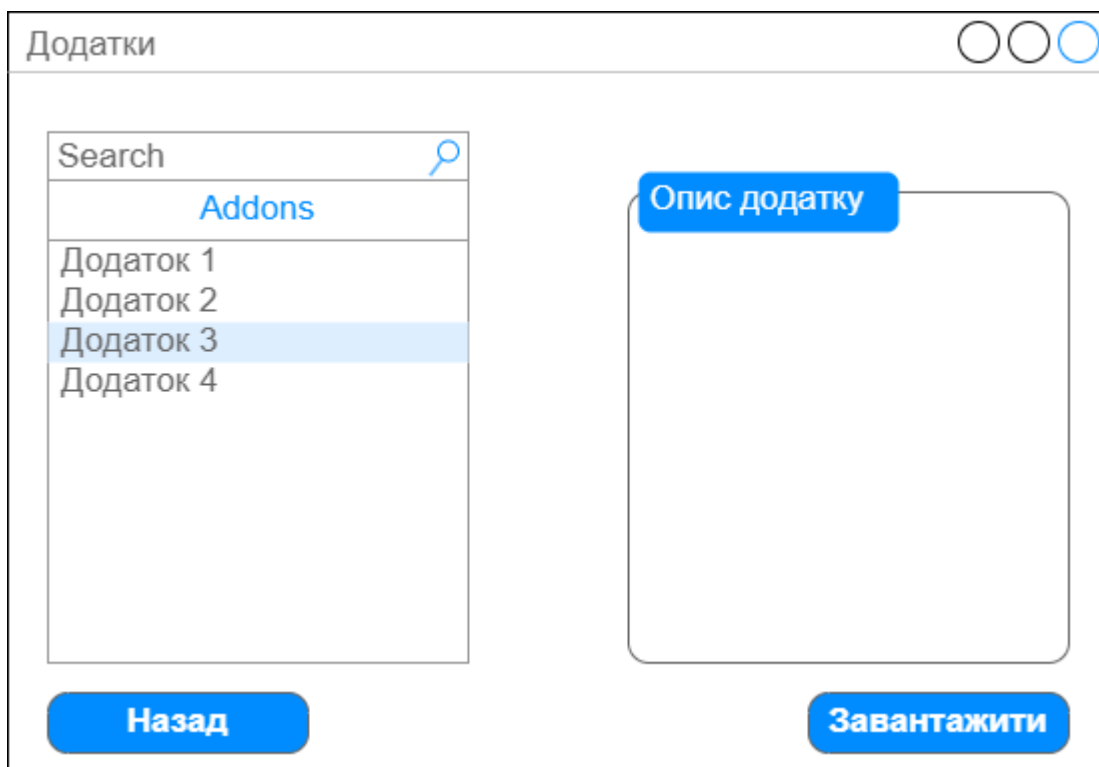 Додатки
Search
Addons
Додаток 1
Додаток 2
Додаток 3
Додаток 4
Опис додатку
Назад
Завантажити